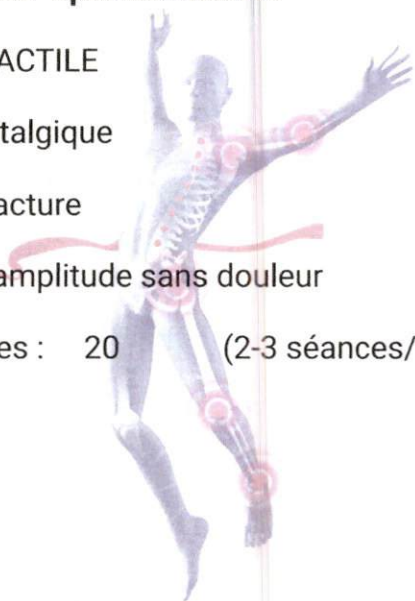 ACTILE
talgique
acture
amplitude sans douleur
es : 20 (2-3 séances/